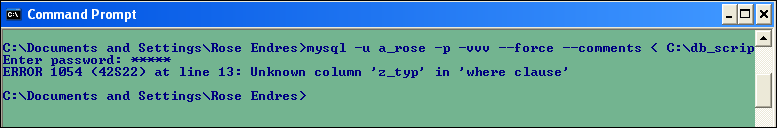 Command Prompt
C:\Documents and Settings\Rose Endres>mysql -u a_rose -p -vvv --force --comments < C:\db_scrip
Enter password: *****
ERROR 1054 (42S22) at line 13: Unknown column 'z_typ' in 'where clause'
C:\Documents and Settings\Rose Endres>